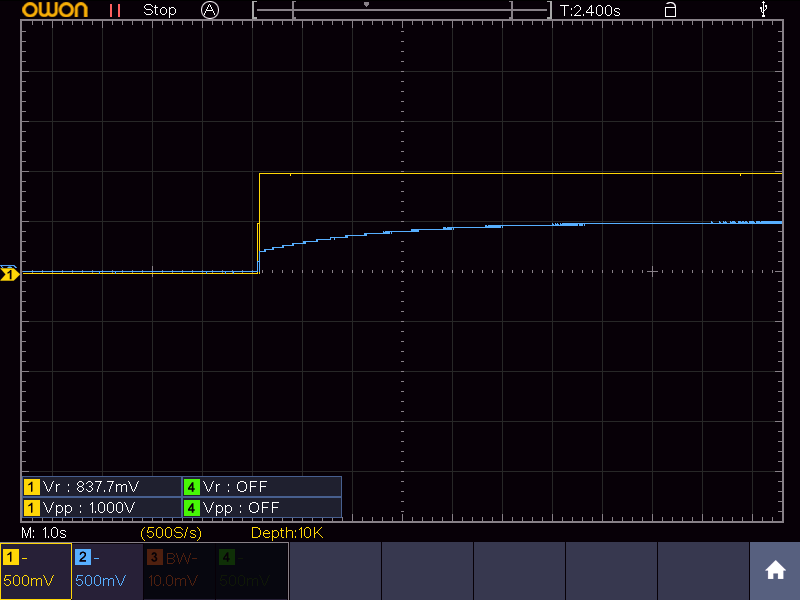 OWON Stop A T:2.400s
1
1 Vr : 837.7mV 4 Vr : OFF
1 Vpp : 1.000V 4 Vpp : OFF
M: 1.0s (500S/s) Depth:10K
1 - 2 - 3 BW- 4 -
500mV 500mV 10.0mV 500mV